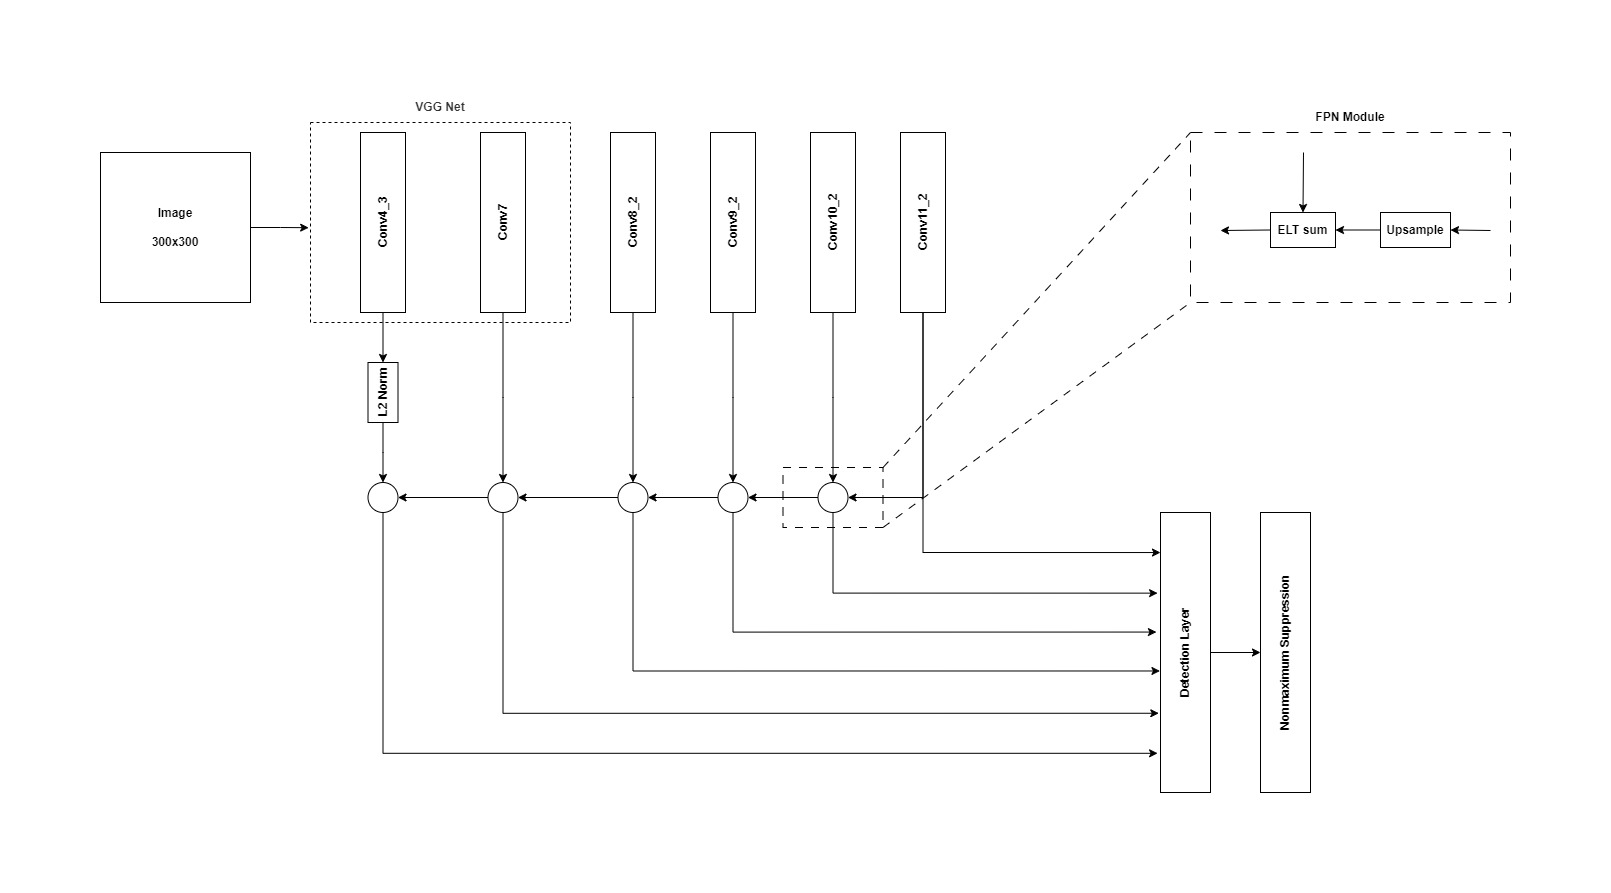 VGG Net
FPN Module
Image
300x300
Conv4_3
Conv7
Conv8_2
Conv9_2
Conv10_2
Conv11_2
ELT sum
Upsample
L2 Norm
Detection Layer
Nonmaximum Suppression